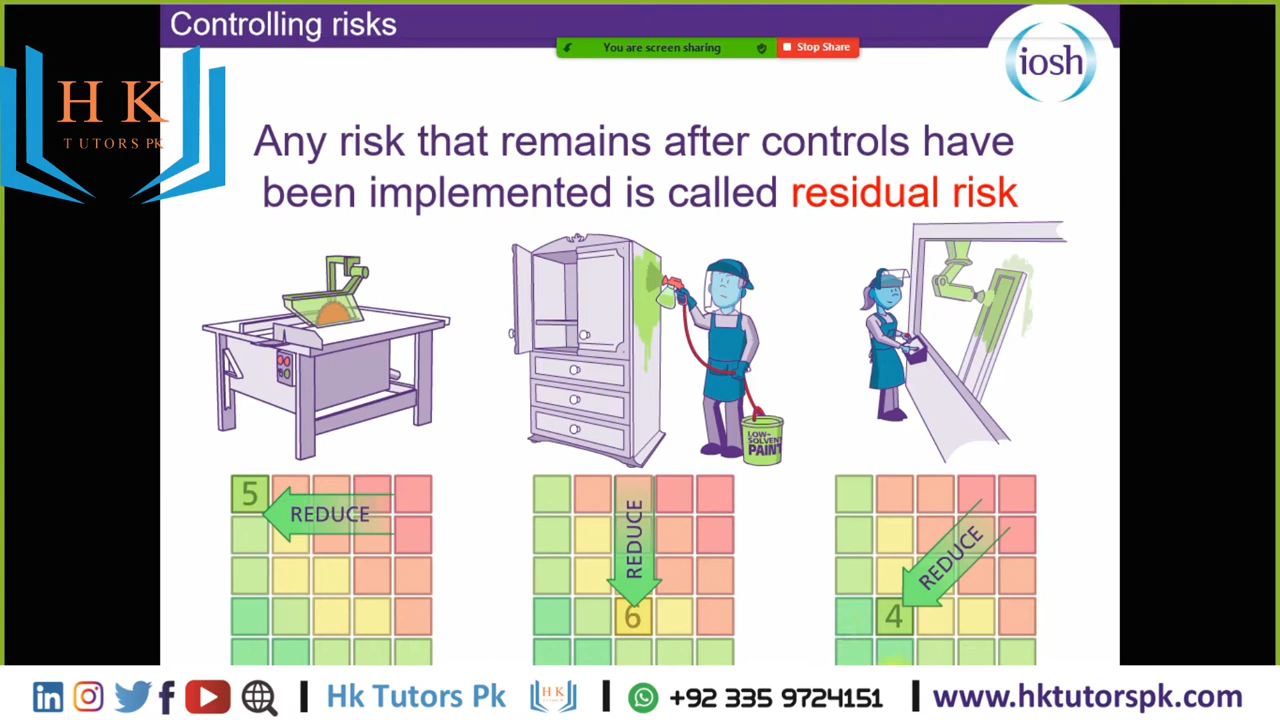 Controlling risks
You are screen sharing
Stop Share
iosh
H K
TUTORS PK
Any risk that remains after controls have
been implemented is called residual risk
LOW-
SOLVENT
PAINT
5
REDUCE
REDUCE
6
REDUCE
4
Hk Tutors Pk
H K
+92 335 9724151
www.hktutorspk.com